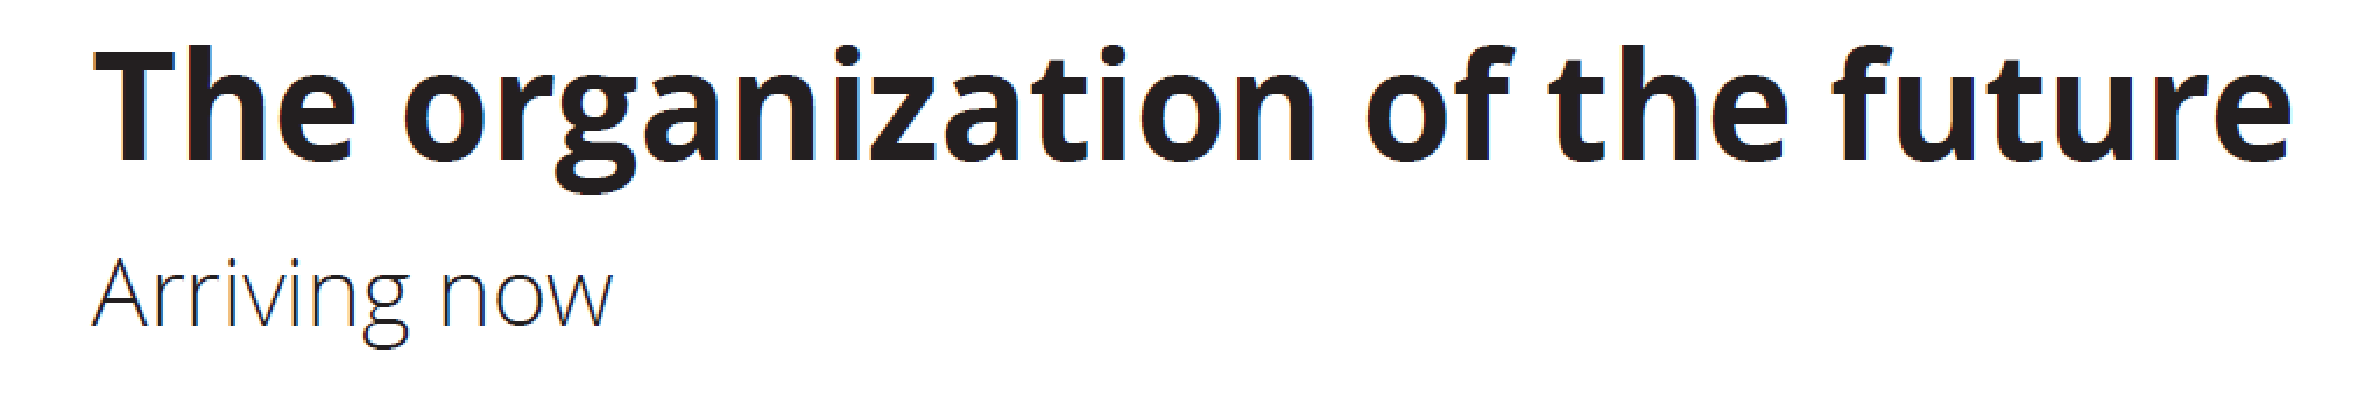 The organization of the future
Arriving now